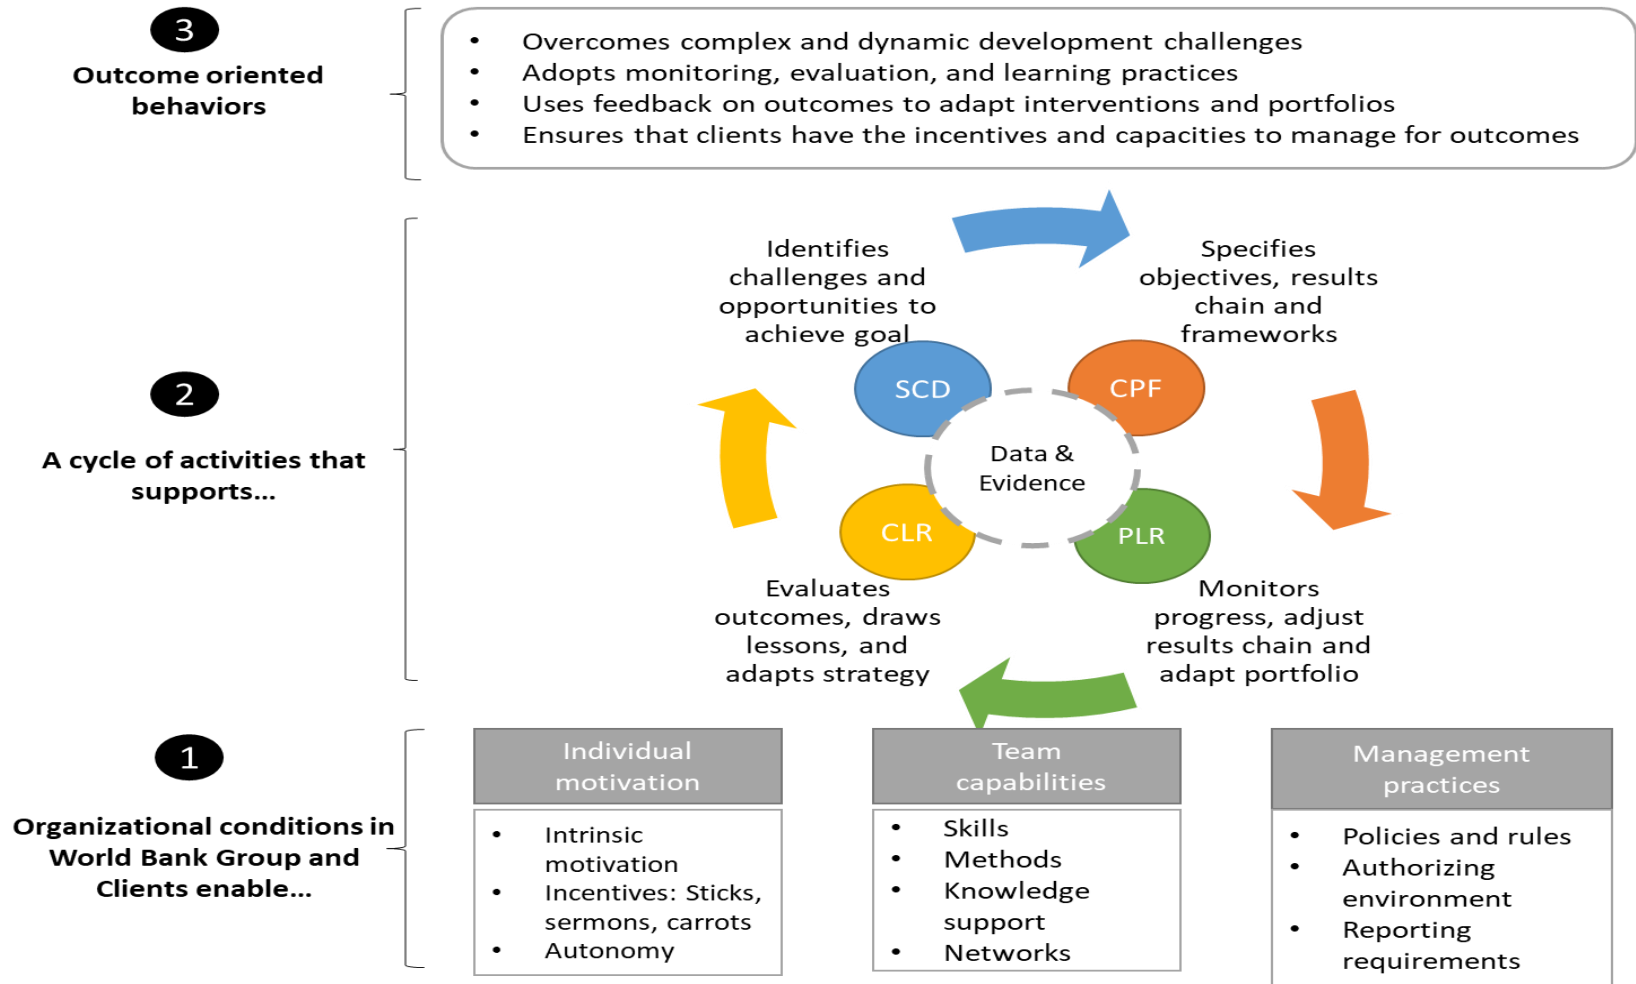 3
Outcome oriented
behaviors
• Overcomes complex and dynamic development challenges
• Adopts monitoring, evaluation, and learning practices
• Uses feedback on outcomes to adapt interventions and portfolios
• Ensures that clients have the incentives and capacities to manage for outcomes
2
A cycle of activities that
supports...
Identifies
challenges and
opportunities to
achieve goal
Specifies
objectives, results
chain and
frameworks
SCD
CPF
Data &
Evidence
CLR
PLR
Evaluates
outcomes, draws
lessons, and
adapts strategy
Monitors
progress, adjust
results chain and
adapt portfolio
1
Organizational conditions in
World Bank Group and
Clients enable...
Individual
motivation
• Intrinsic
motivation
• Incentives: Sticks,
sermons, carrots
• Autonomy
Team
capabilities
• Skills
• Methods
• Knowledge
support
• Networks
Management
practices
• Policies and rules
• Authorizing
environment
• Reporting
requirements